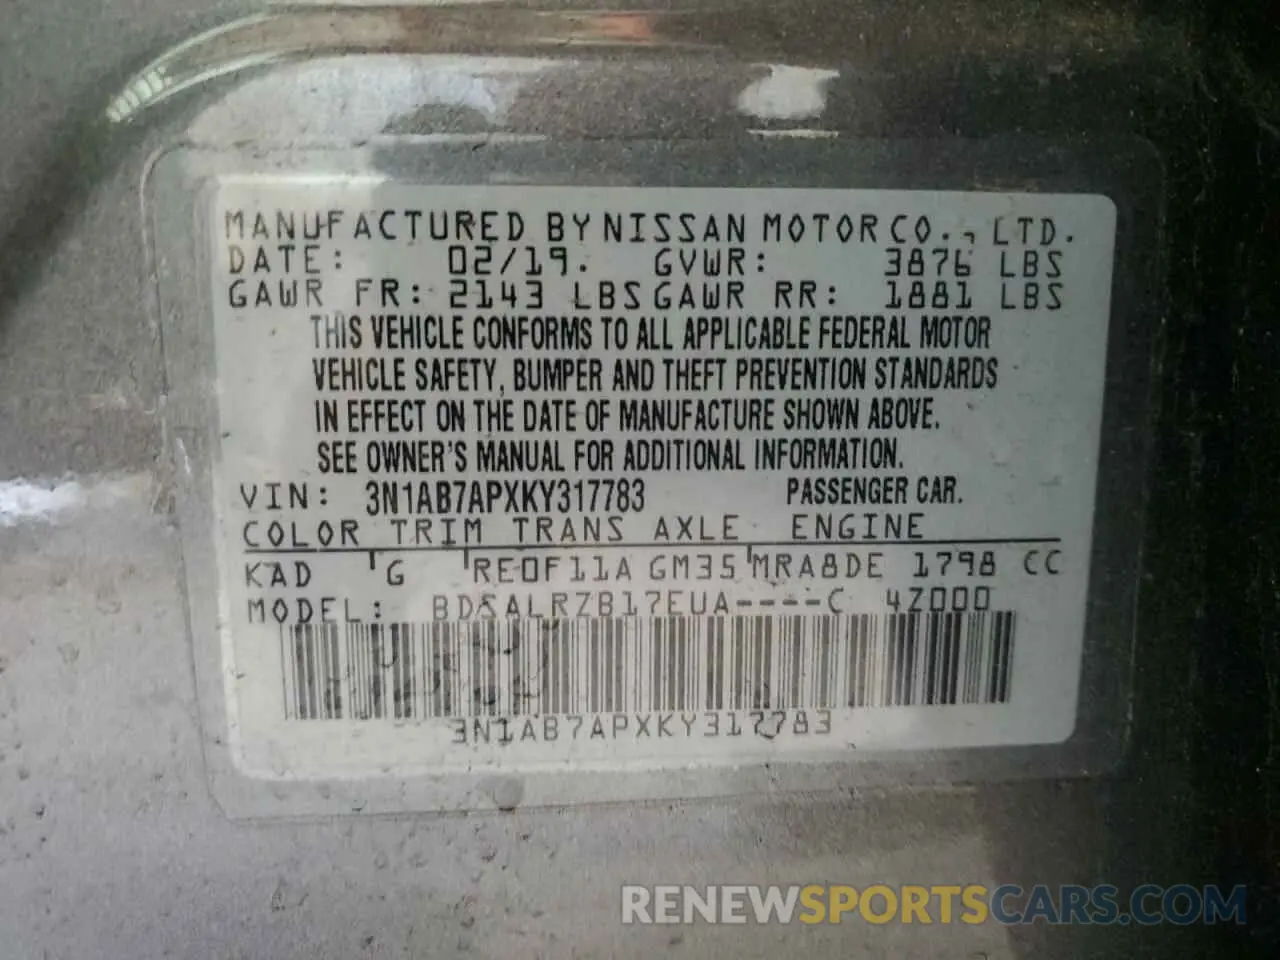 MANUFACTURED BY NISSAN MOTOR CO., LTD.
DATE: 02/19. GVWR: 3876 LBS
GAWR FR: 2143 LBS GAWR RR: 1881 LBS
THIS VEHICLE CONFORMS TO ALL APPLICABLE FEDERAL MOTOR
VEHICLE SAFETY, BUMPER AND THEFT PREVENTION STANDARDS
IN EFFECT ON THE DATE OF MANUFACTURE SHOWN ABOVE.
SEE OWNER'S MANUAL FOR ADDITIONAL INFORMATION.
VIN: 3N1AB7APXKY317783 PASSENGER CAR.
COLOR TRIM TRANS AXLE ENGINE
KAD G RE0F11A GM35 MRA8DE 1798 CC
MODEL: BDSALRZB17EUA----C 4Z000
3N1AB7APXKY317783
RENEWSPORTSCARS.COM